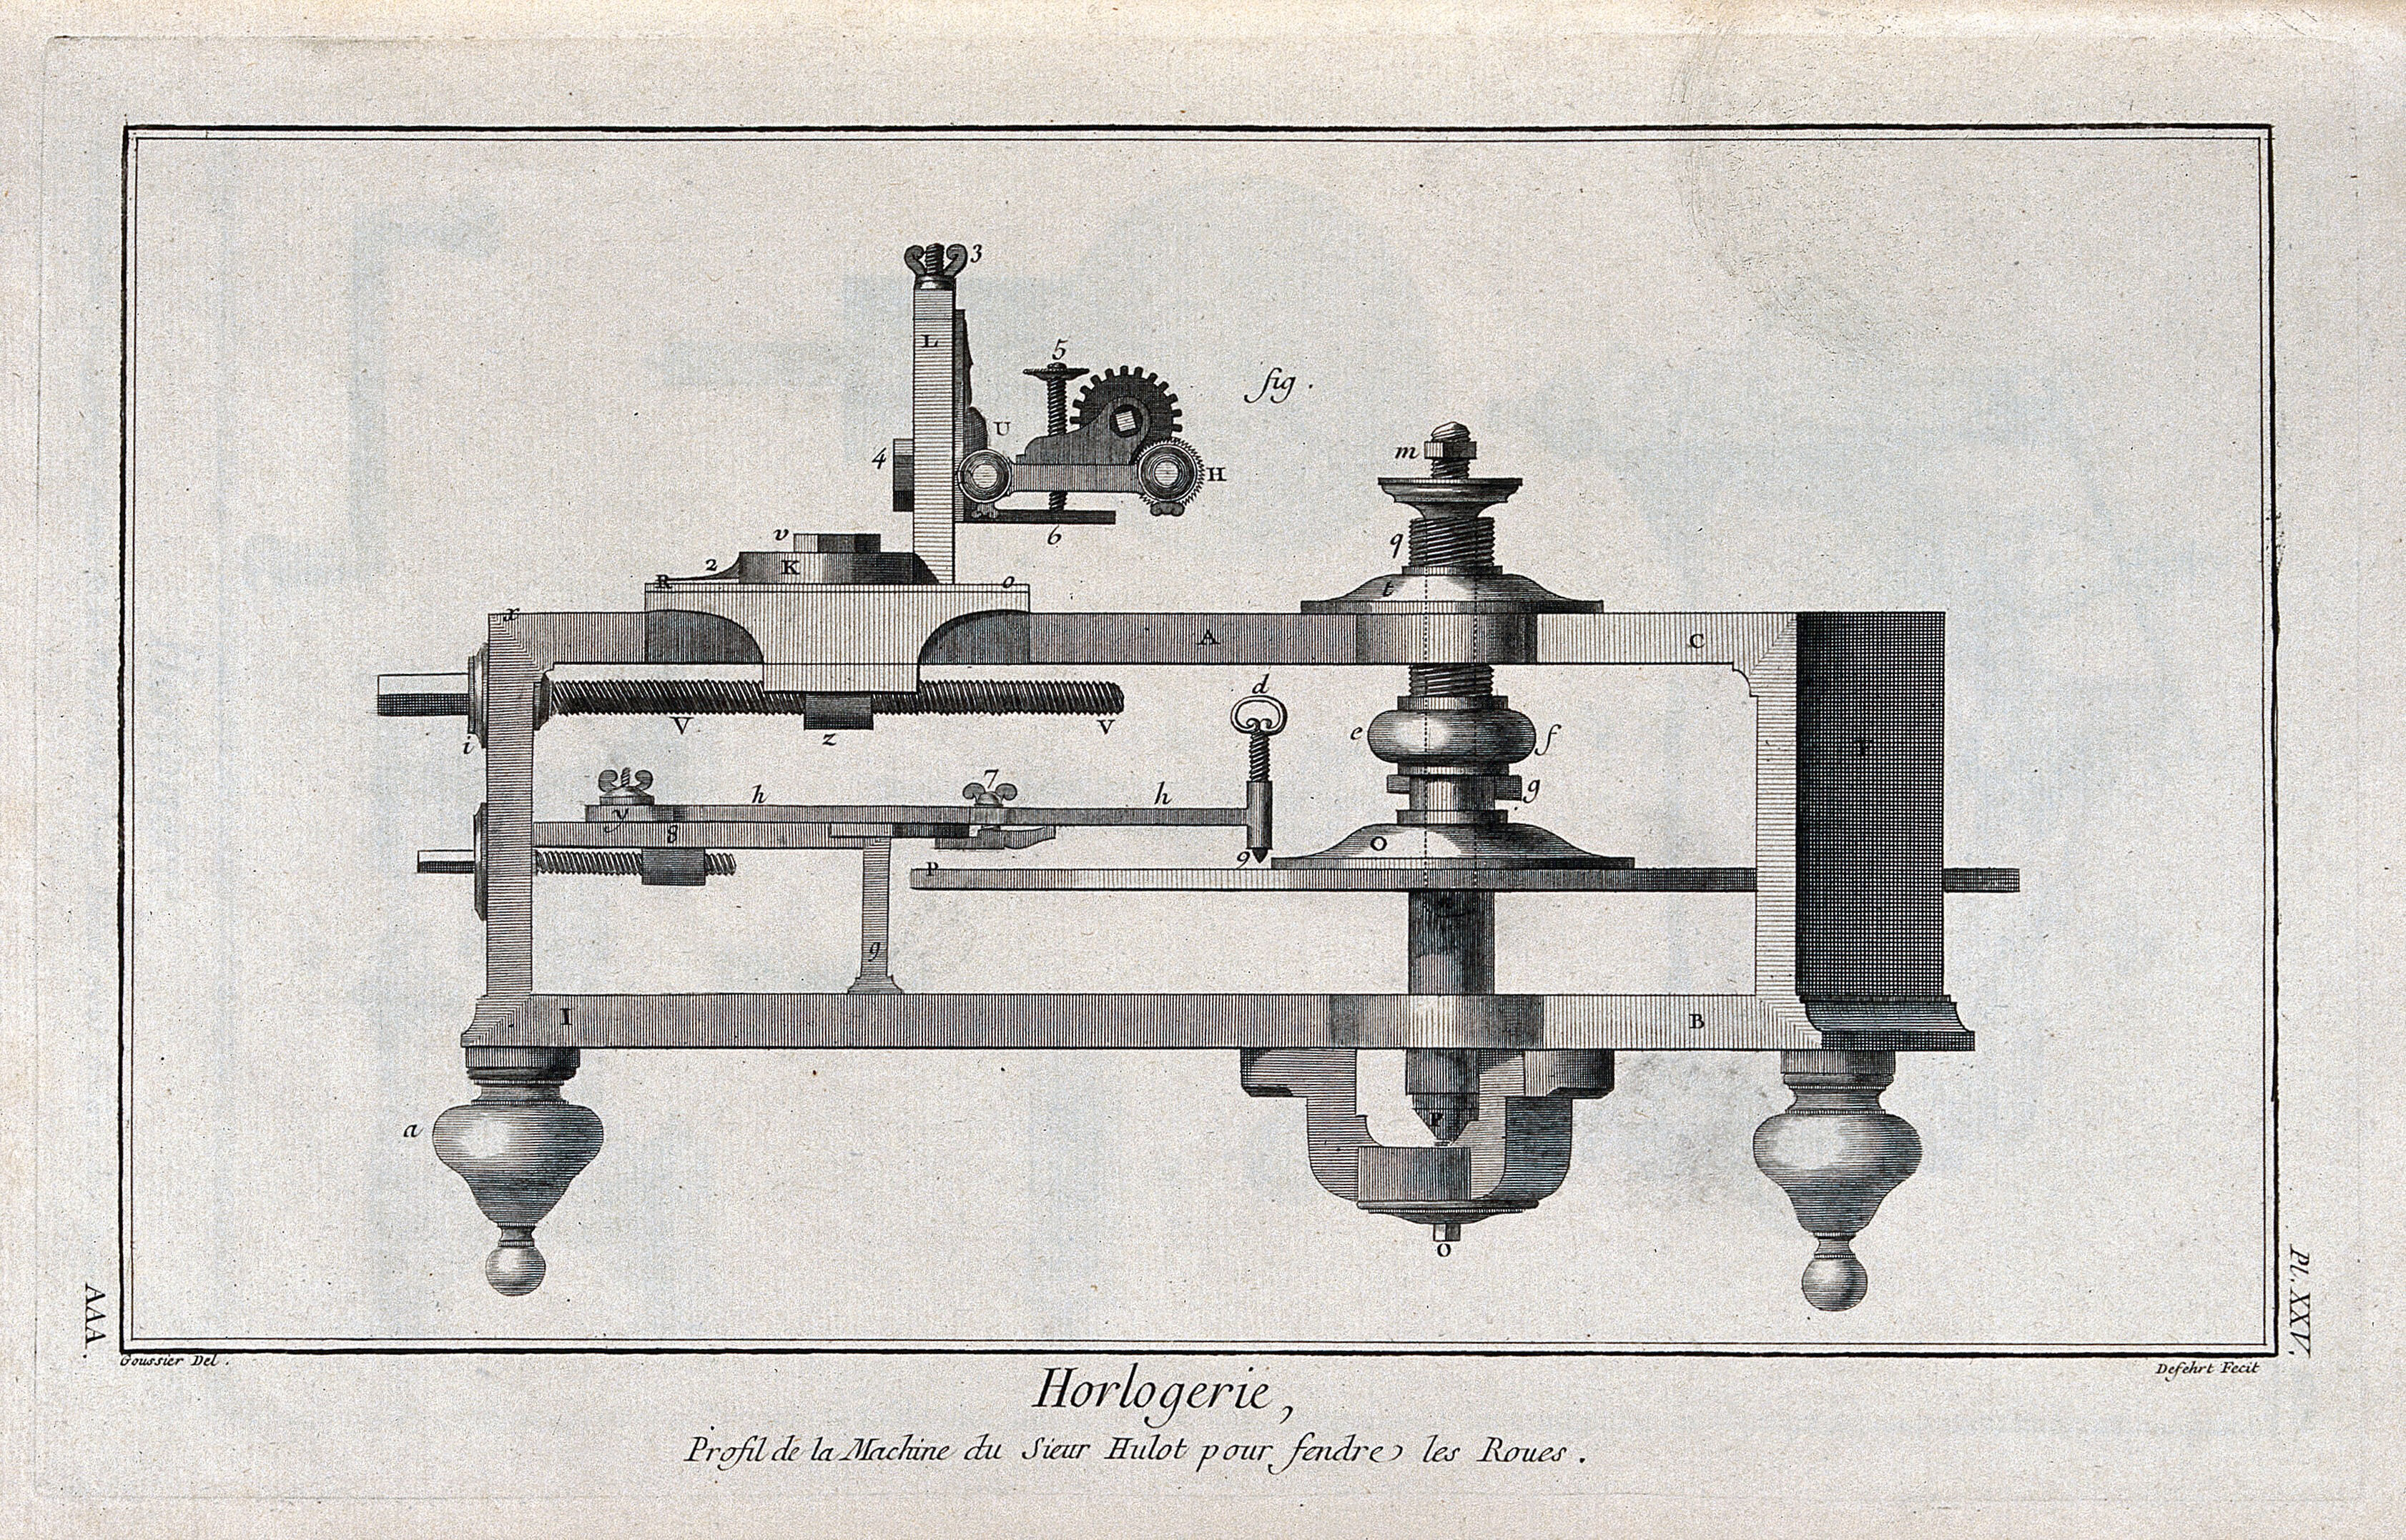 3
L
5
fig .
U
4
m
H
v
6
q
2
K
R
o
t
x
A
C
d
V
V
i
z
e
f
7
h
h
g
y
8
O
9
P
g
I
B
P
a
O
AAA.
Pl. XXV.
Goussier Del .
Defehrt Fecit
Horlogerie,
Profil de la Machine du Sieur Hulot pour fendre les Roues .